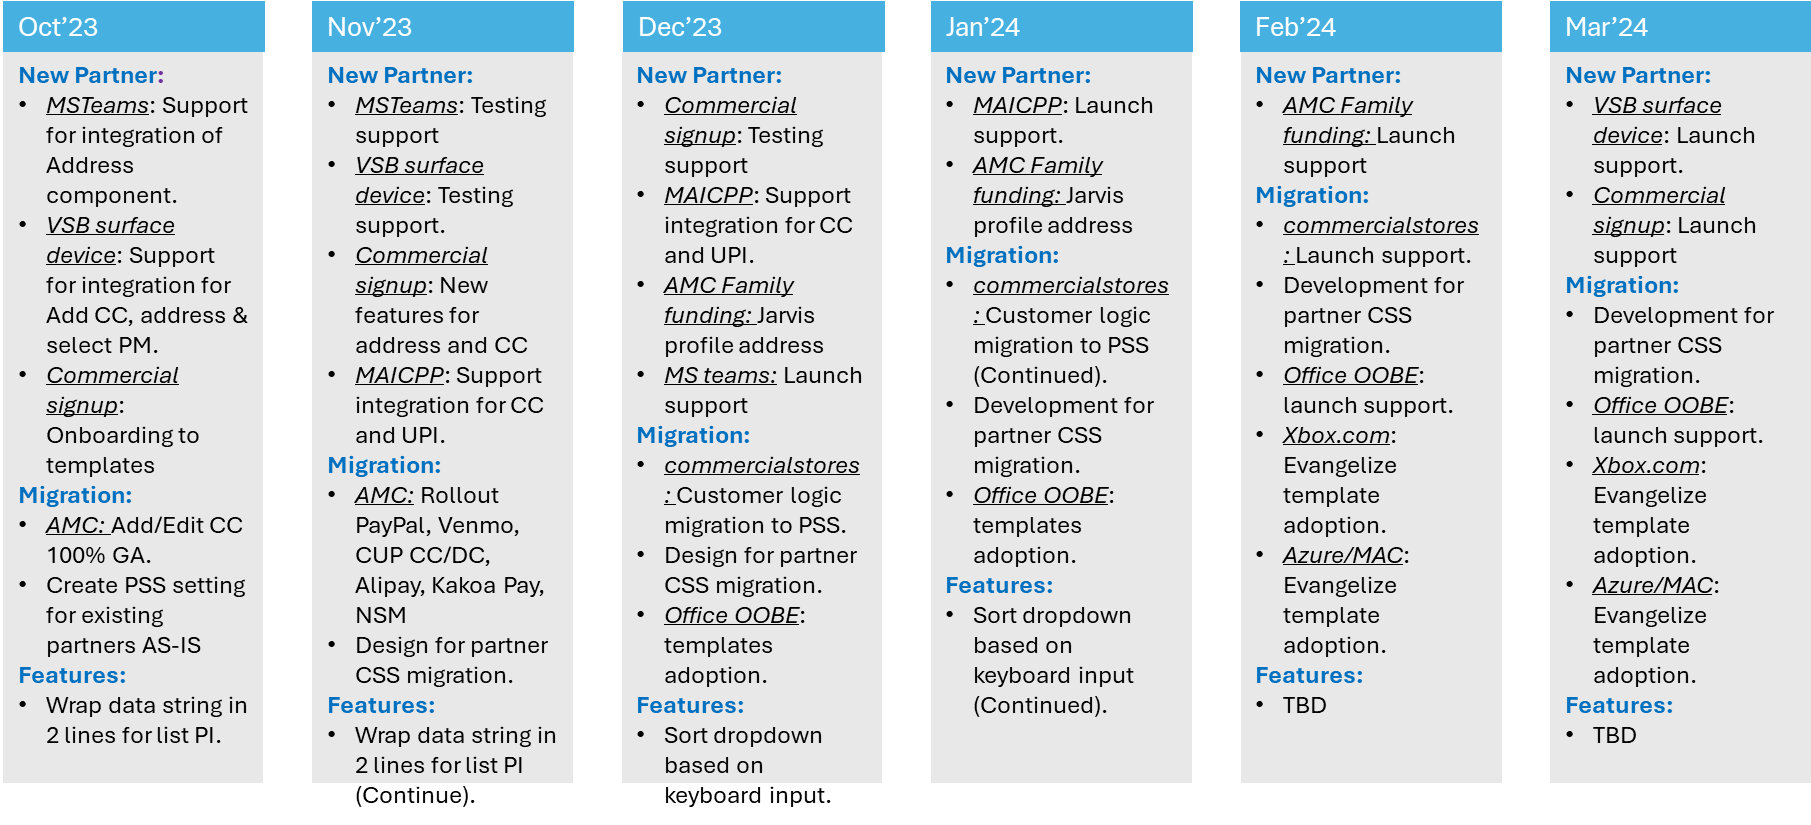 Oct’23
New Partner:
• MSTeams: Support
for integration of
Address
component.
• VSB surface
device: Support
for integration for
Add CC, address &
select PM.
• Commercial
signup:
Onboarding to
templates
Migration:
• AMC: Add/Edit CC
100% GA.
• Create PSS setting
for existing
partners AS-IS
Features:
• Wrap data string in
2 lines for list PI.
Nov’23
New Partner:
• MSTeams: Testing
support
• VSB surface
device: Testing
support.
• Commercial
signup: New
features for
address and CC
• MAICPP: Support
integration for CC
and UPI.
Migration:
• AMC: Rollout
PayPal, Venmo,
CUP CC/DC,
Alipay, Kakoa Pay,
NSM
• Design for partner
CSS migration.
Features:
• Wrap data string in
2 lines for list PI
(Continue).
Dec’23
New Partner:
• Commercial
signup: Testing
support
• MAICPP: Support
integration for CC
and UPI.
• AMC Family
funding: Jarvis
profile address
• MS teams: Launch
support
Migration:
• commercialstores
: Customer logic
migration to PSS.
• Design for partner
CSS migration.
• Office OOBE:
templates
adoption.
Features:
• Sort dropdown
based on
keyboard input.
Jan’24
New Partner:
• MAICPP: Launch
support.
• AMC Family
funding: Jarvis
profile address
Migration:
• commercialstores
: Customer logic
migration to PSS
(Continued).
• Development for
partner CSS
migration.
• Office OOBE:
templates
adoption.
Features:
• Sort dropdown
based on
keyboard input
(Continued).
Feb’24
New Partner:
• AMC Family
funding: Launch
support
Migration:
• commercialstores
: Launch support.
• Development for
partner CSS
migration.
• Office OOBE:
launch support.
• Xbox.com:
Evangelize
template
adoption.
• Azure/MAC:
Evangelize
template
adoption.
Features:
• TBD
Mar’24
New Partner:
• VSB surface
device: Launch
support.
• Commercial
signup: Launch
support
Migration:
• Development for
partner CSS
migration.
• Office OOBE:
launch support.
• Xbox.com:
Evangelize
template
adoption.
• Azure/MAC:
Evangelize
template
adoption.
Features:
• TBD